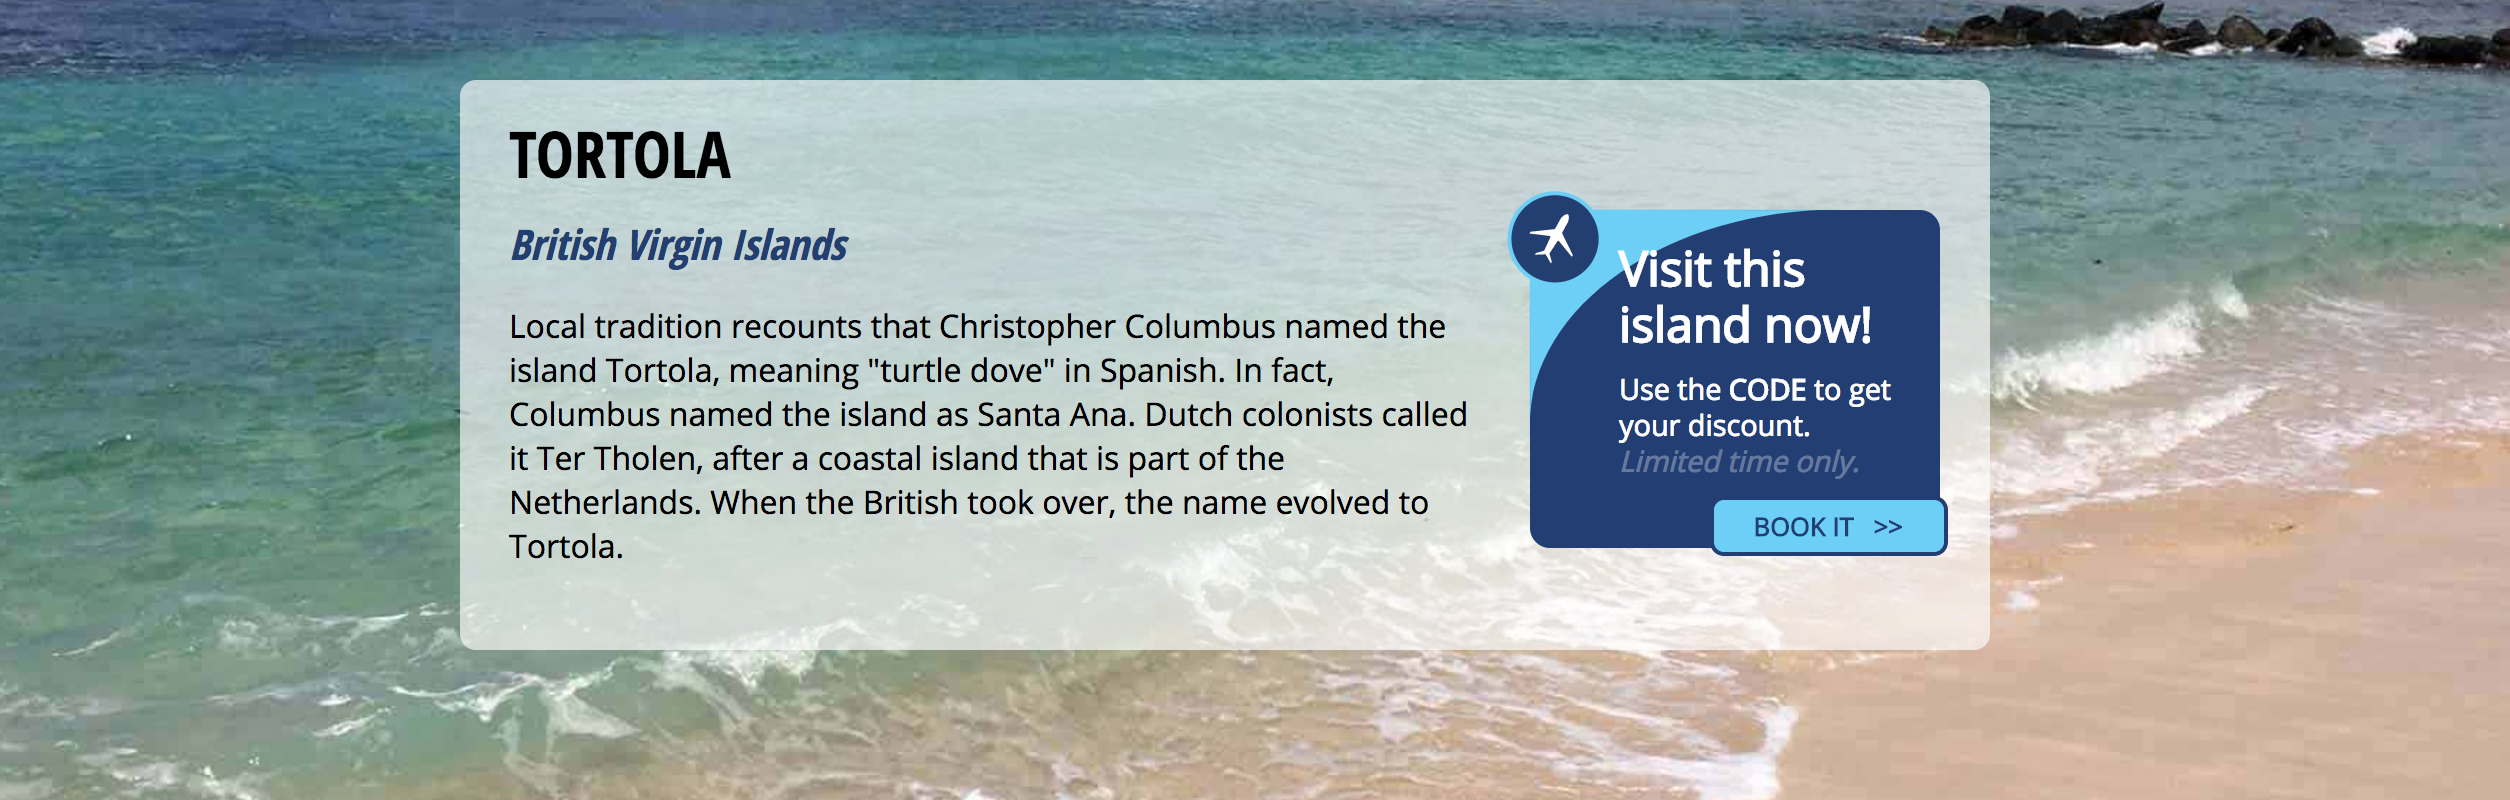 TORTOLA
British Virgin Islands
Local tradition recounts that Christopher Columbus named the
island Tortola, meaning "turtle dove" in Spanish. In fact,
Columbus named the island as Santa Ana. Dutch colonists called
it Ter Tholen, after a coastal island that is part of the
Netherlands. When the British took over, the name evolved to
Tortola.
Visit this
island now!
Use the CODE to get
your discount.
Limited time only.
BOOK IT >>